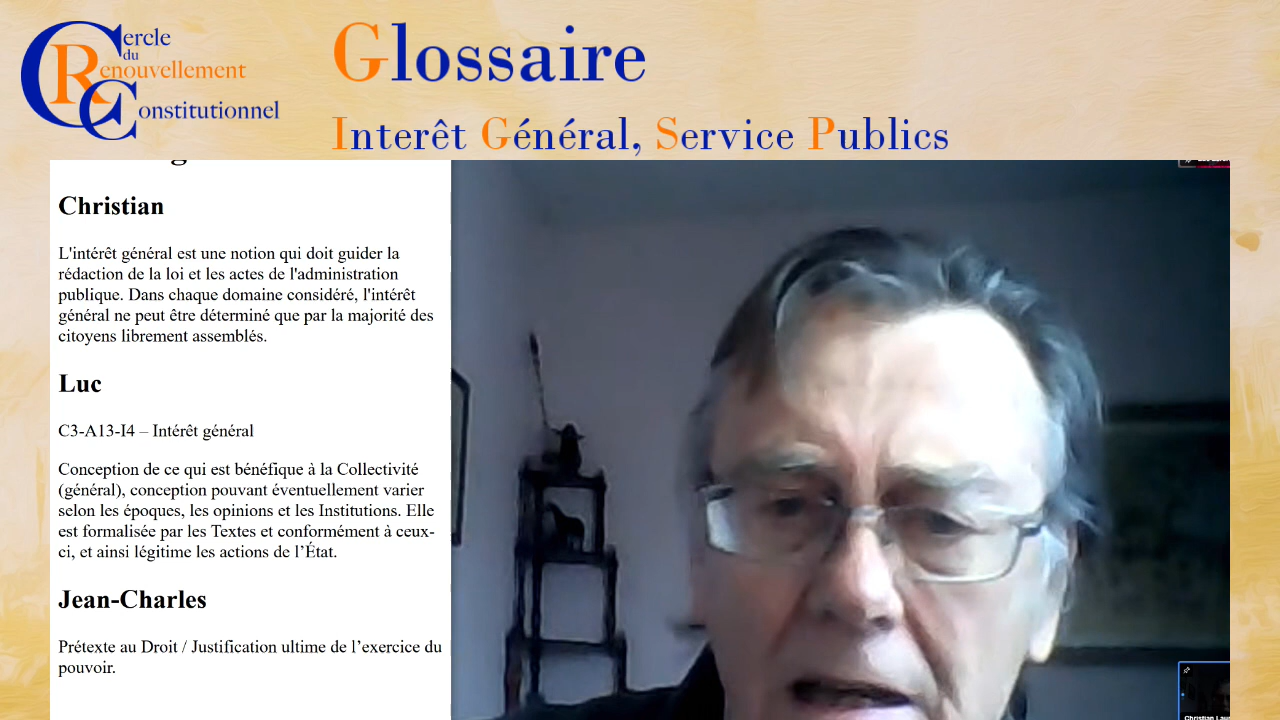 Cercle
du
Renouvellement
Constitutionnel
Glossaire
Interêt Général, Service Publics
Christian
L'intérêt général est une notion qui doit guider la
rédaction de la loi et les actes de l'administration
publique. Dans chaque domaine considéré, l'intérêt
général ne peut être déterminé que par la majorité des
citoyens librement assemblés.
Luc
C3-A13-I4 – Intérêt général
Conception de ce qui est bénéfique à la Collectivité
(général), conception pouvant éventuellement varier
selon les époques, les opinions et les Institutions. Elle
est formalisée par les Textes et conformément à ceux-
ci, et ainsi légitime les actions de l’État.
Jean-Charles
Prétexte au Droit / Justification ultime de l’exercice du
pouvoir.
Christian